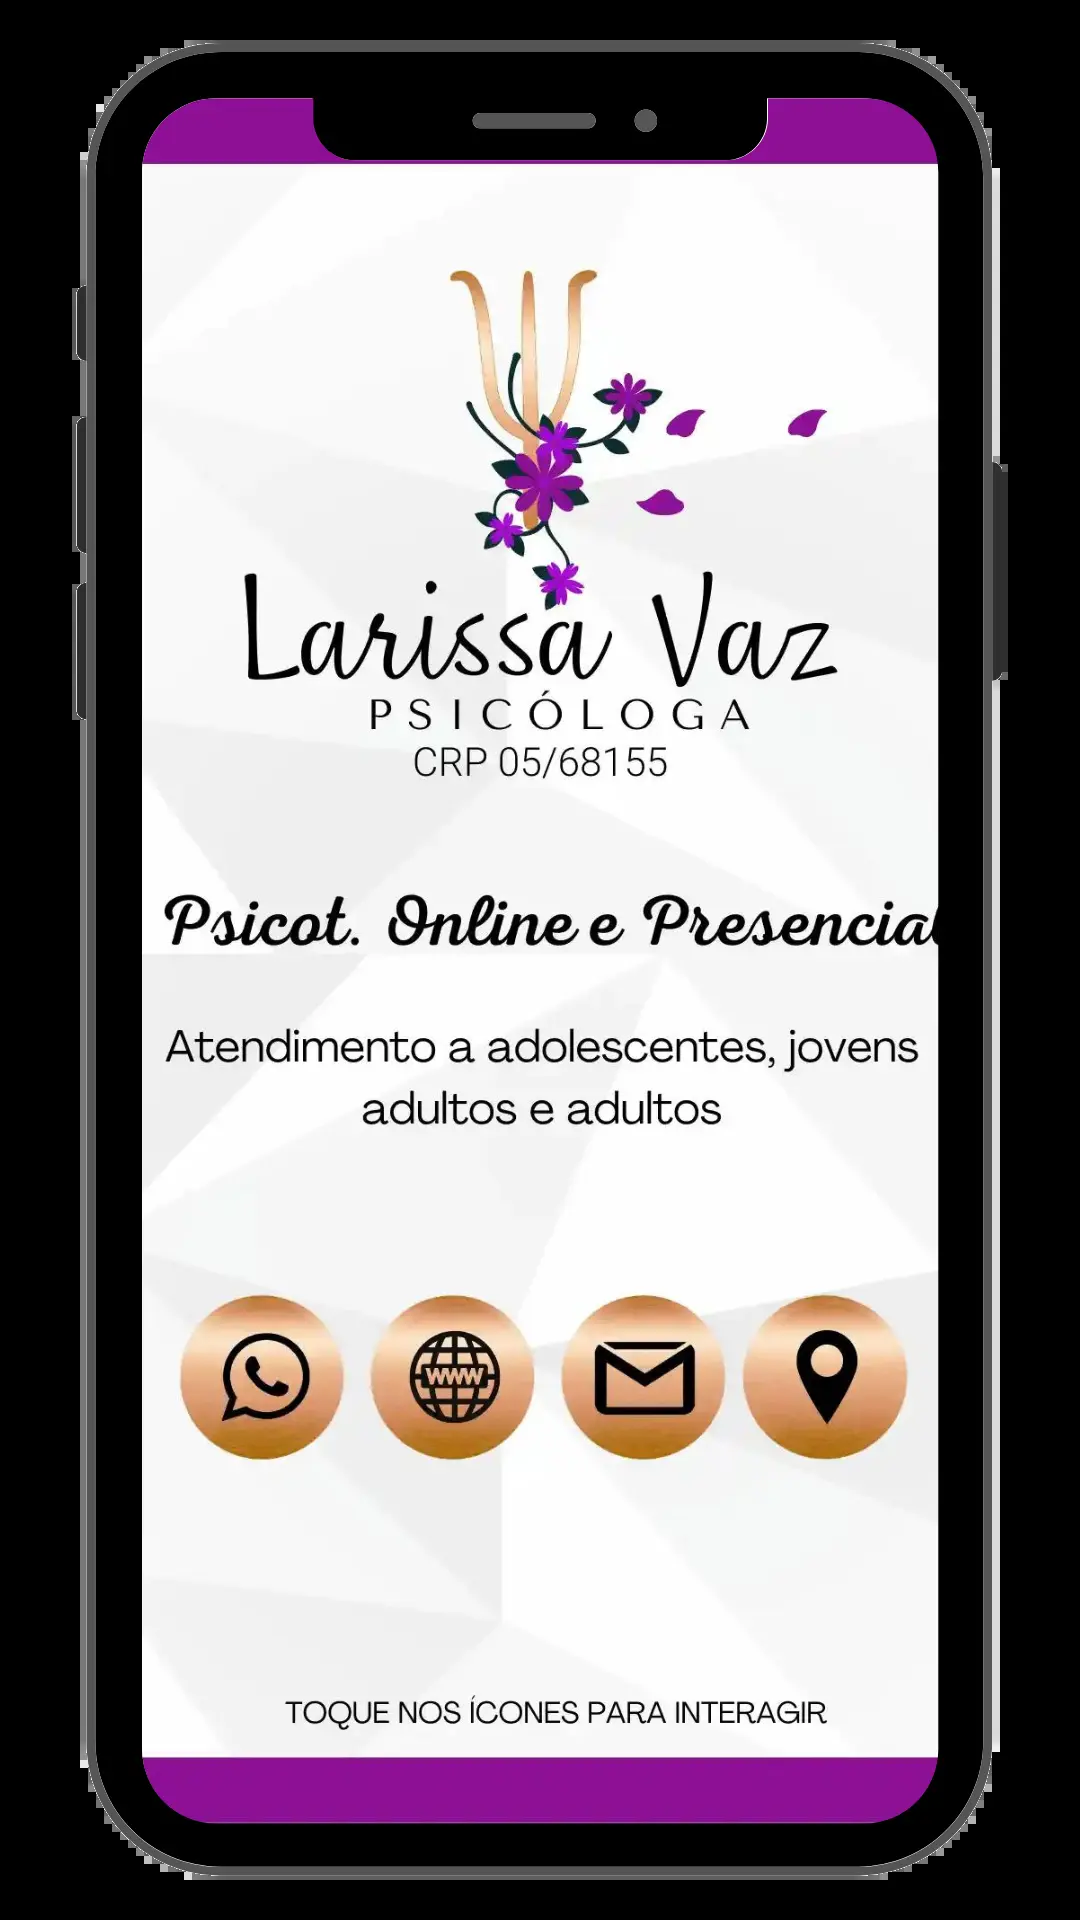 Larissa Vaz
PSICÓLOGA
CRP 05/68155
Psicot. Online e Presencial
Atendimento a adolescentes, jovens
adultos e adultos
WWW
TOQUE NOS ÍCONES PARA INTERAGIR